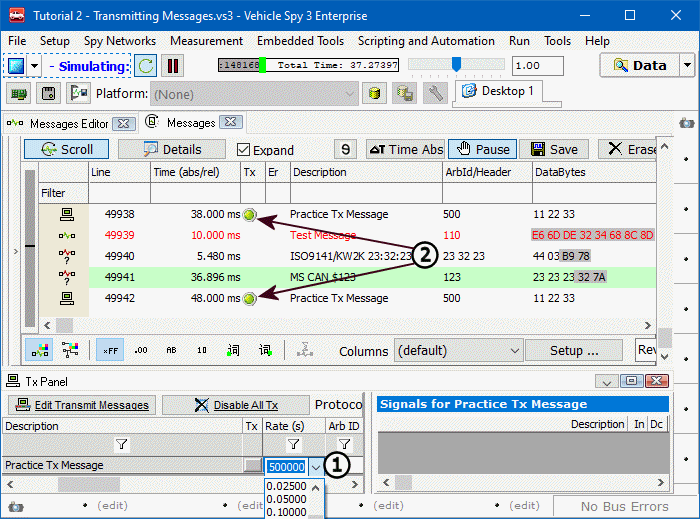 Tutorial 2 - Transmitting Messages.vs3 - Vehicle Spy 3 Enterprise
File Setup Spy Networks Measurement Embedded Tools Scripting and Automation Run Tools Help
- Simulating: :148168 Total Time: 37.27397 1.00 Data
Platform: (None) Desktop 1
Messages Editor Messages
Scroll Details Expand ΔT Time Abs Pause Save Erase
Line Time (abs/rel) Tx Er Description ArbId/Header DataBytes
Filter
49938 38.000 ms Practice Tx Message 500 11 22 33
49939 10.000 ms Test Message 110 E6 6D DE 32 34 68 8C 8D
49940 5.480 ms ISO9141/KW2K 23:32:23 23 32 23 44 03 B9 78
2
49941 36.896 ms MS CAN $123 123 23 23 23 32 7A
49942 48.000 ms Practice Tx Message 500 11 22 33
xFF .00 AB 10 词 词 Columns (default) Setup ... Rev
Tx Panel
Edit Transmit Messages Disable All Tx Protoco
Description Tx Rate (s) Arb ID
Practice Tx Message 500000 1
0.02500
0.05000
0.10000
Signals for Practice Tx Message
Description In Dc
(edit) (edit) (edit) (edit) No Bus Errors